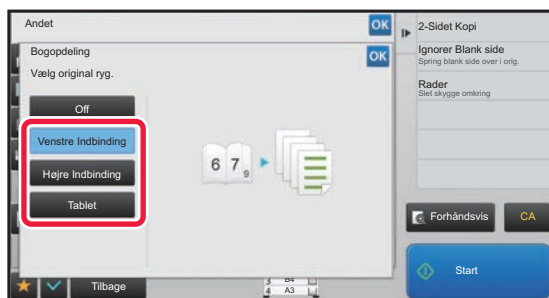 Andet
OK
Bogopdeling
OK
Vælg original ryg.
Off
Venstre Indbinding
Højre Indbinding
Tablet
6 7 9
Tilbage
4 A3
2-Sidet Kopi
Ignorer Blank side
Spring blank side over i orig.
Rader
Slet skygge omkring
Forhåndsvis
CA
Start